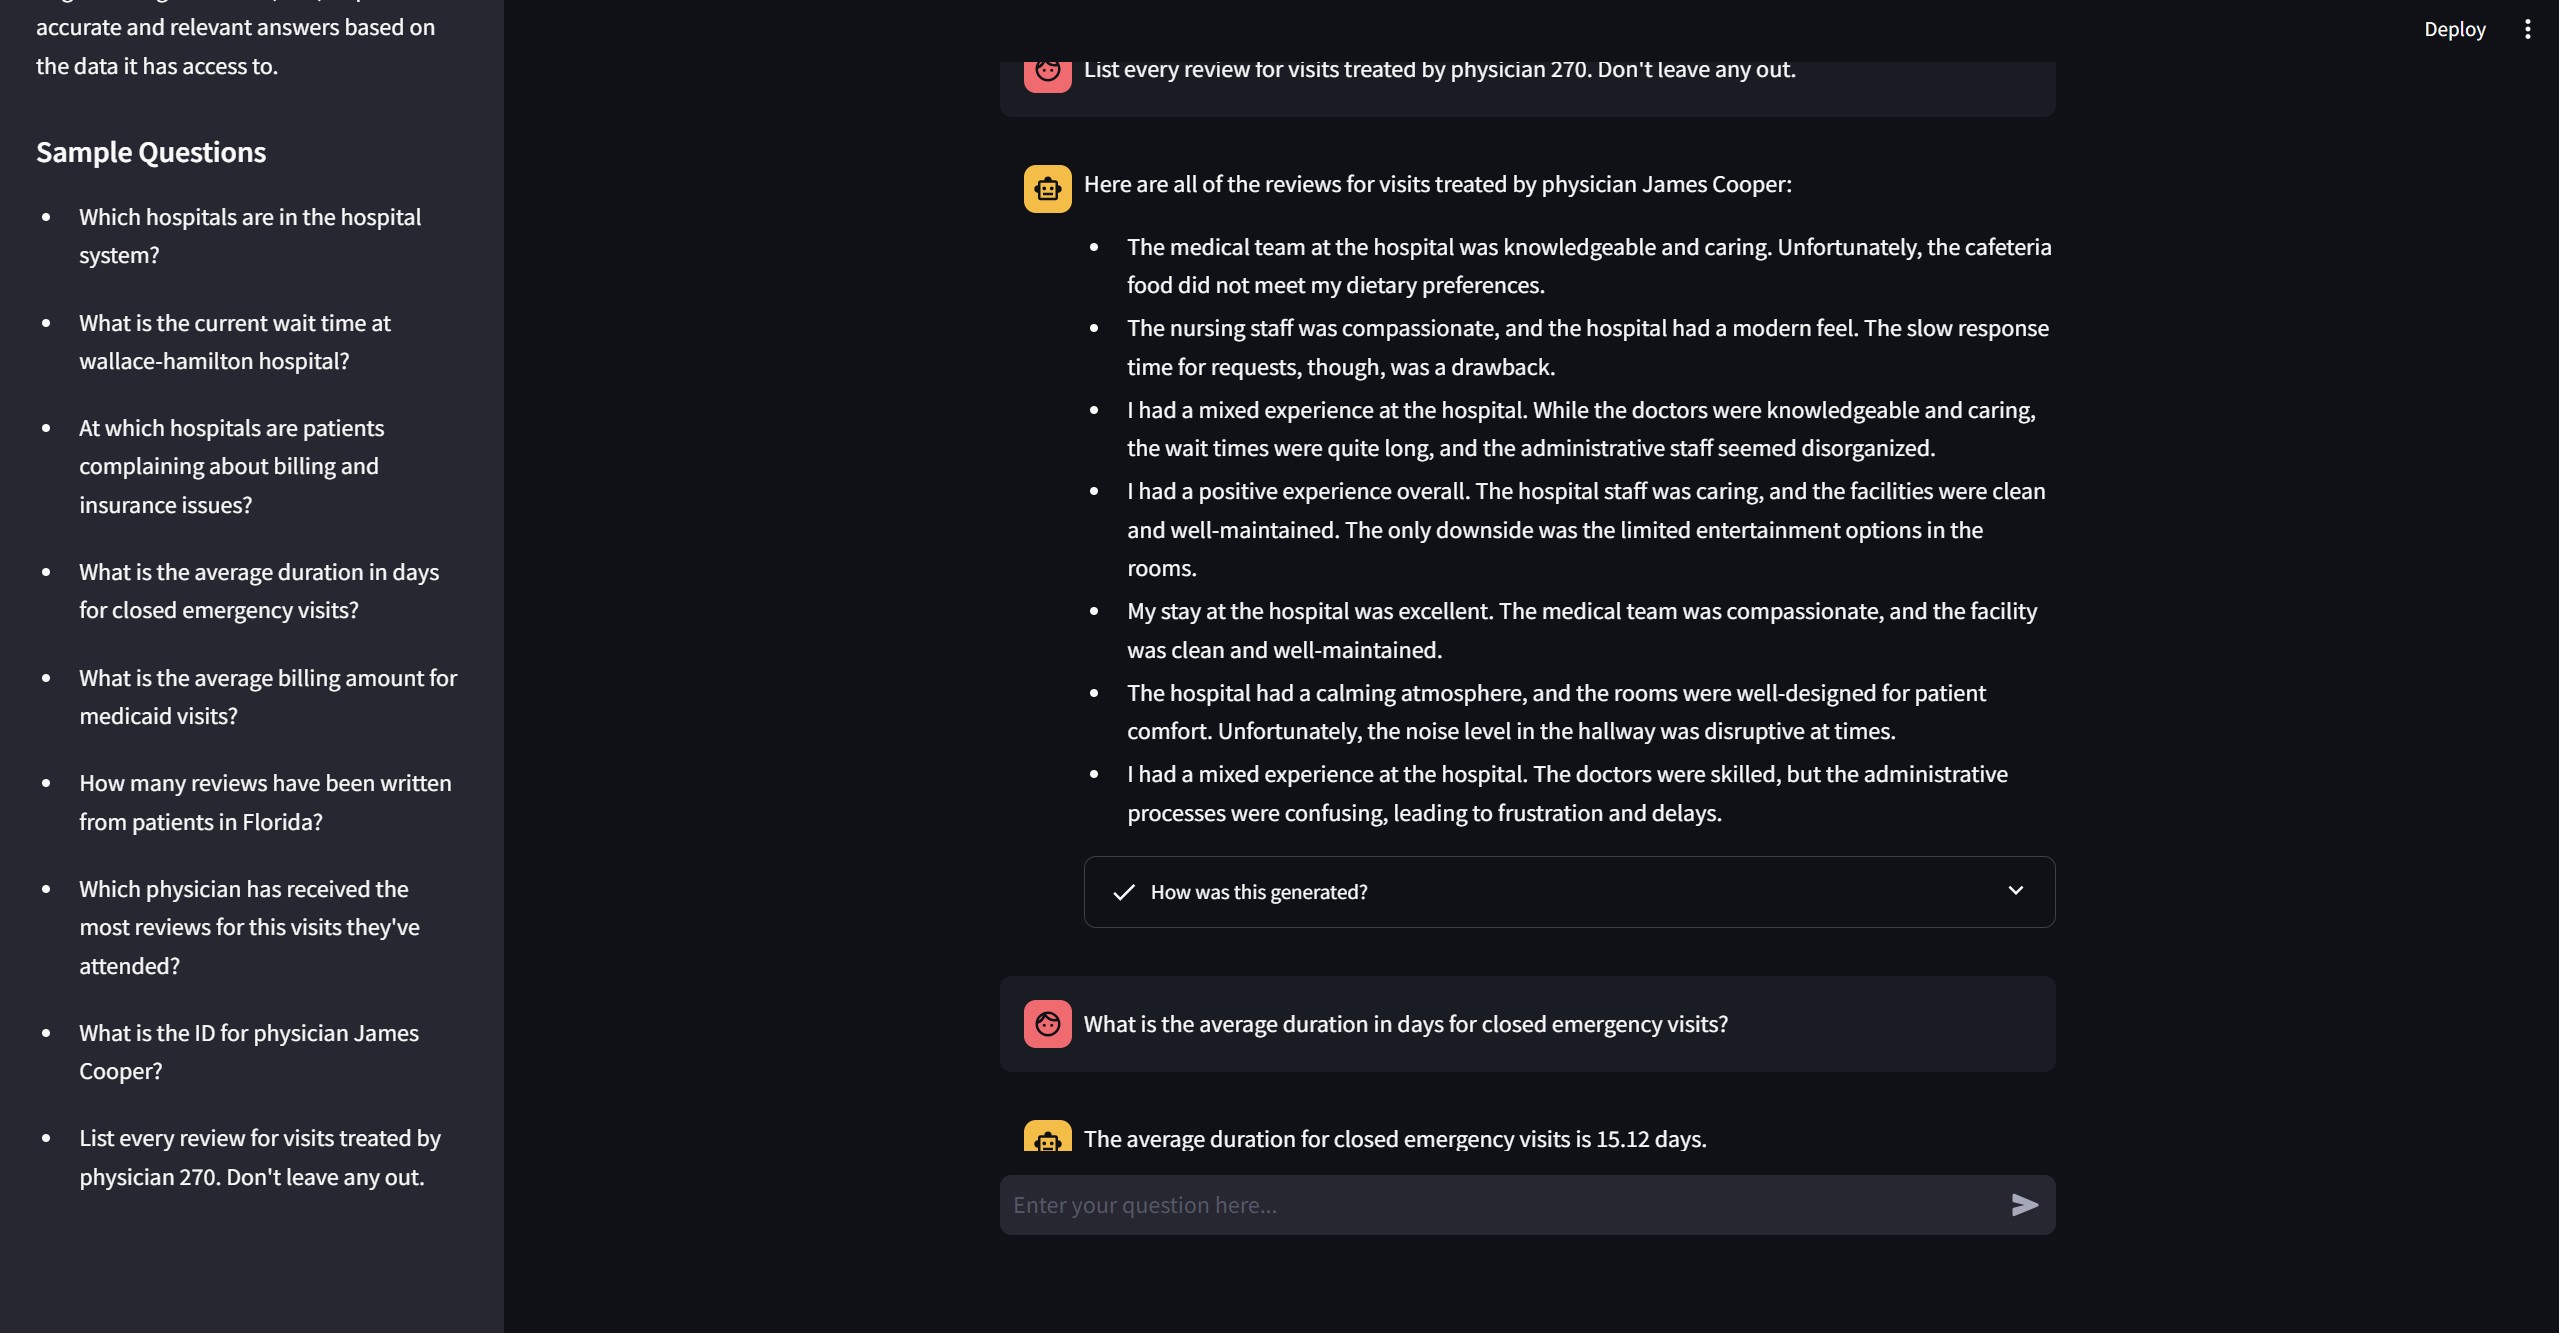 accurate and relevant answers based on
the data it has access to.
Sample Questions
Which hospitals are in the hospital
system?
What is the current wait time at
wallace-hamilton hospital?
At which hospitals are patients
complaining about billing and
insurance issues?
What is the average duration in days
for closed emergency visits?
What is the average billing amount for
medicaid visits?
How many reviews have been written
from patients in Florida?
Which physician has received the
most reviews for this visits they've
attended?
What is the ID for physician James
Cooper?
List every review for visits treated by
physician 270. Don't leave any out.
Deploy
List every review for visits treated by physician 270. Don't leave any out.
Here are all of the reviews for visits treated by physician James Cooper:
The medical team at the hospital was knowledgeable and caring. Unfortunately, the cafeteria
food did not meet my dietary preferences.
The nursing staff was compassionate, and the hospital had a modern feel. The slow response
time for requests, though, was a drawback.
I had a mixed experience at the hospital. While the doctors were knowledgeable and caring,
the wait times were quite long, and the administrative staff seemed disorganized.
I had a positive experience overall. The hospital staff was caring, and the facilities were clean
and well-maintained. The only downside was the limited entertainment options in the
rooms.
My stay at the hospital was excellent. The medical team was compassionate, and the facility
was clean and well-maintained.
The hospital had a calming atmosphere, and the rooms were well-designed for patient
comfort. Unfortunately, the noise level in the hallway was disruptive at times.
I had a mixed experience at the hospital. The doctors were skilled, but the administrative
processes were confusing, leading to frustration and delays.
How was this generated?
What is the average duration in days for closed emergency visits?
The average duration for closed emergency visits is 15.12 days.
Enter your question here...